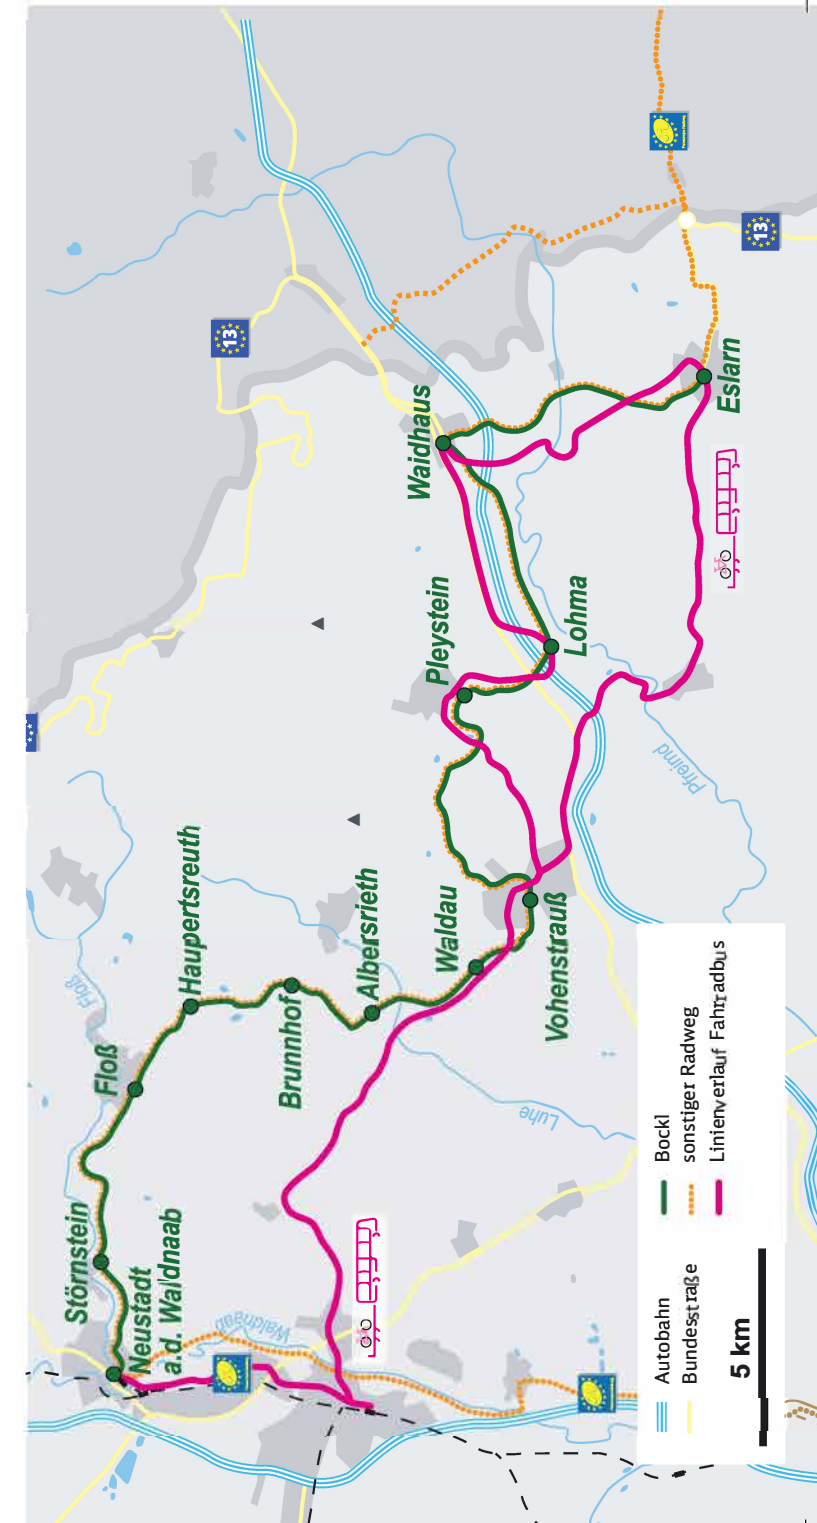 Störnstein
Neustadt
a.d. Waldnaab
Floß
Floß
Haupertsreuth
Brunnhof
Albersrieth
Waldau
Vohenstrauß
Pleystein
Lohma
Waidhaus
Eslarn
Waldnaab
Luhe
Pfreimd
13
13
Autobahn
Bundesstraße
5 km
Bockl
sonstiger Radweg
Linienverlauf Fahrradbus